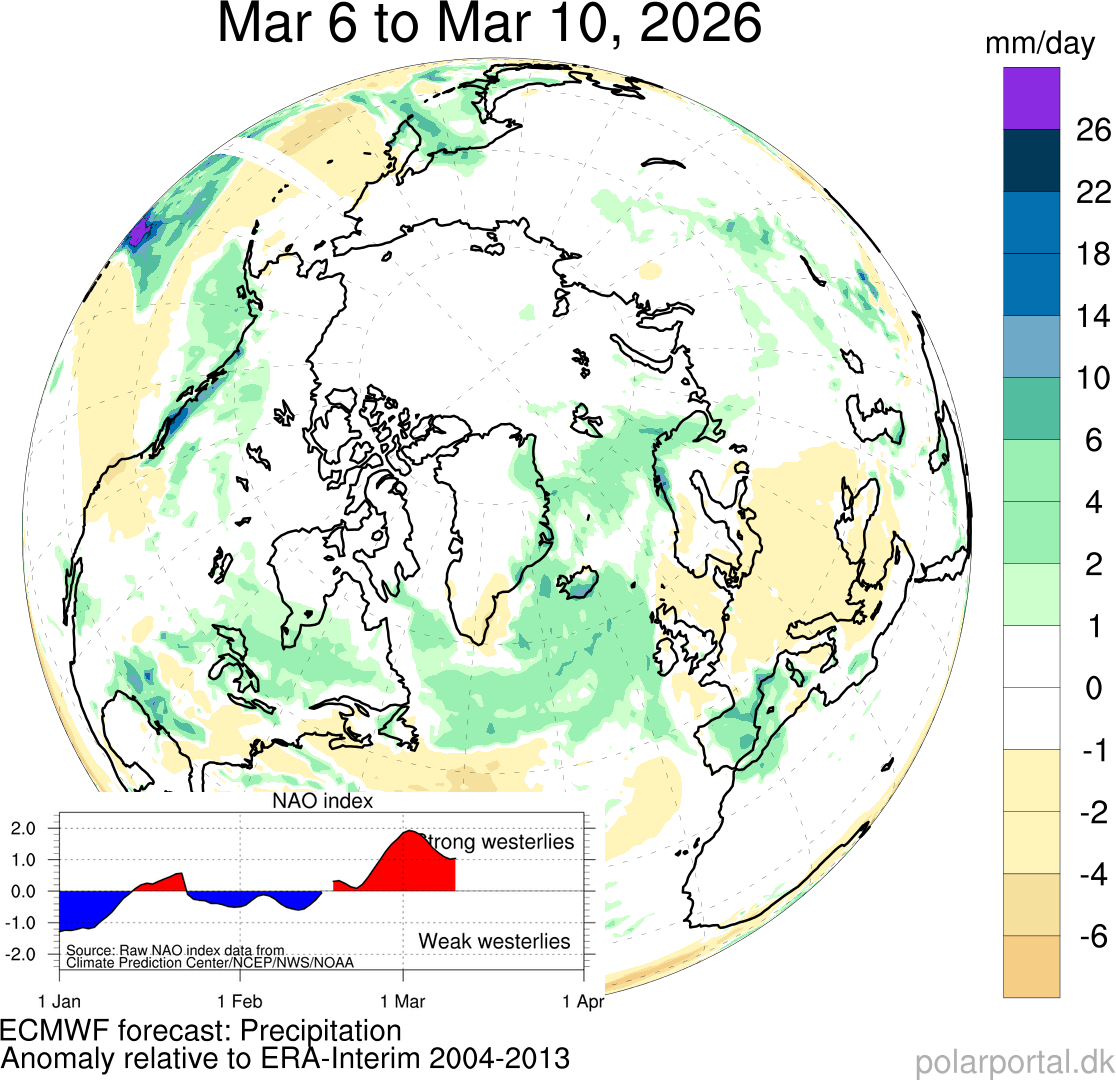 Mar 6 to Mar 10, 2026
mm/day
26
22
18
14
10
6
4
2
1
0
-1
-2
-4
-6
NAO index
2.0
1.0
0.0
-1.0
-2.0
Strong westerlies
Weak westerlies
Source: Raw NAO index data from
Climate Prediction Center/NCEP/NWS/NOAA
1 Jan
1 Feb
1 Mar
1 Apr
ECMWF forecast: Precipitation
Anomaly relative to ERA-Interim 2004-2013
polarportal.dk